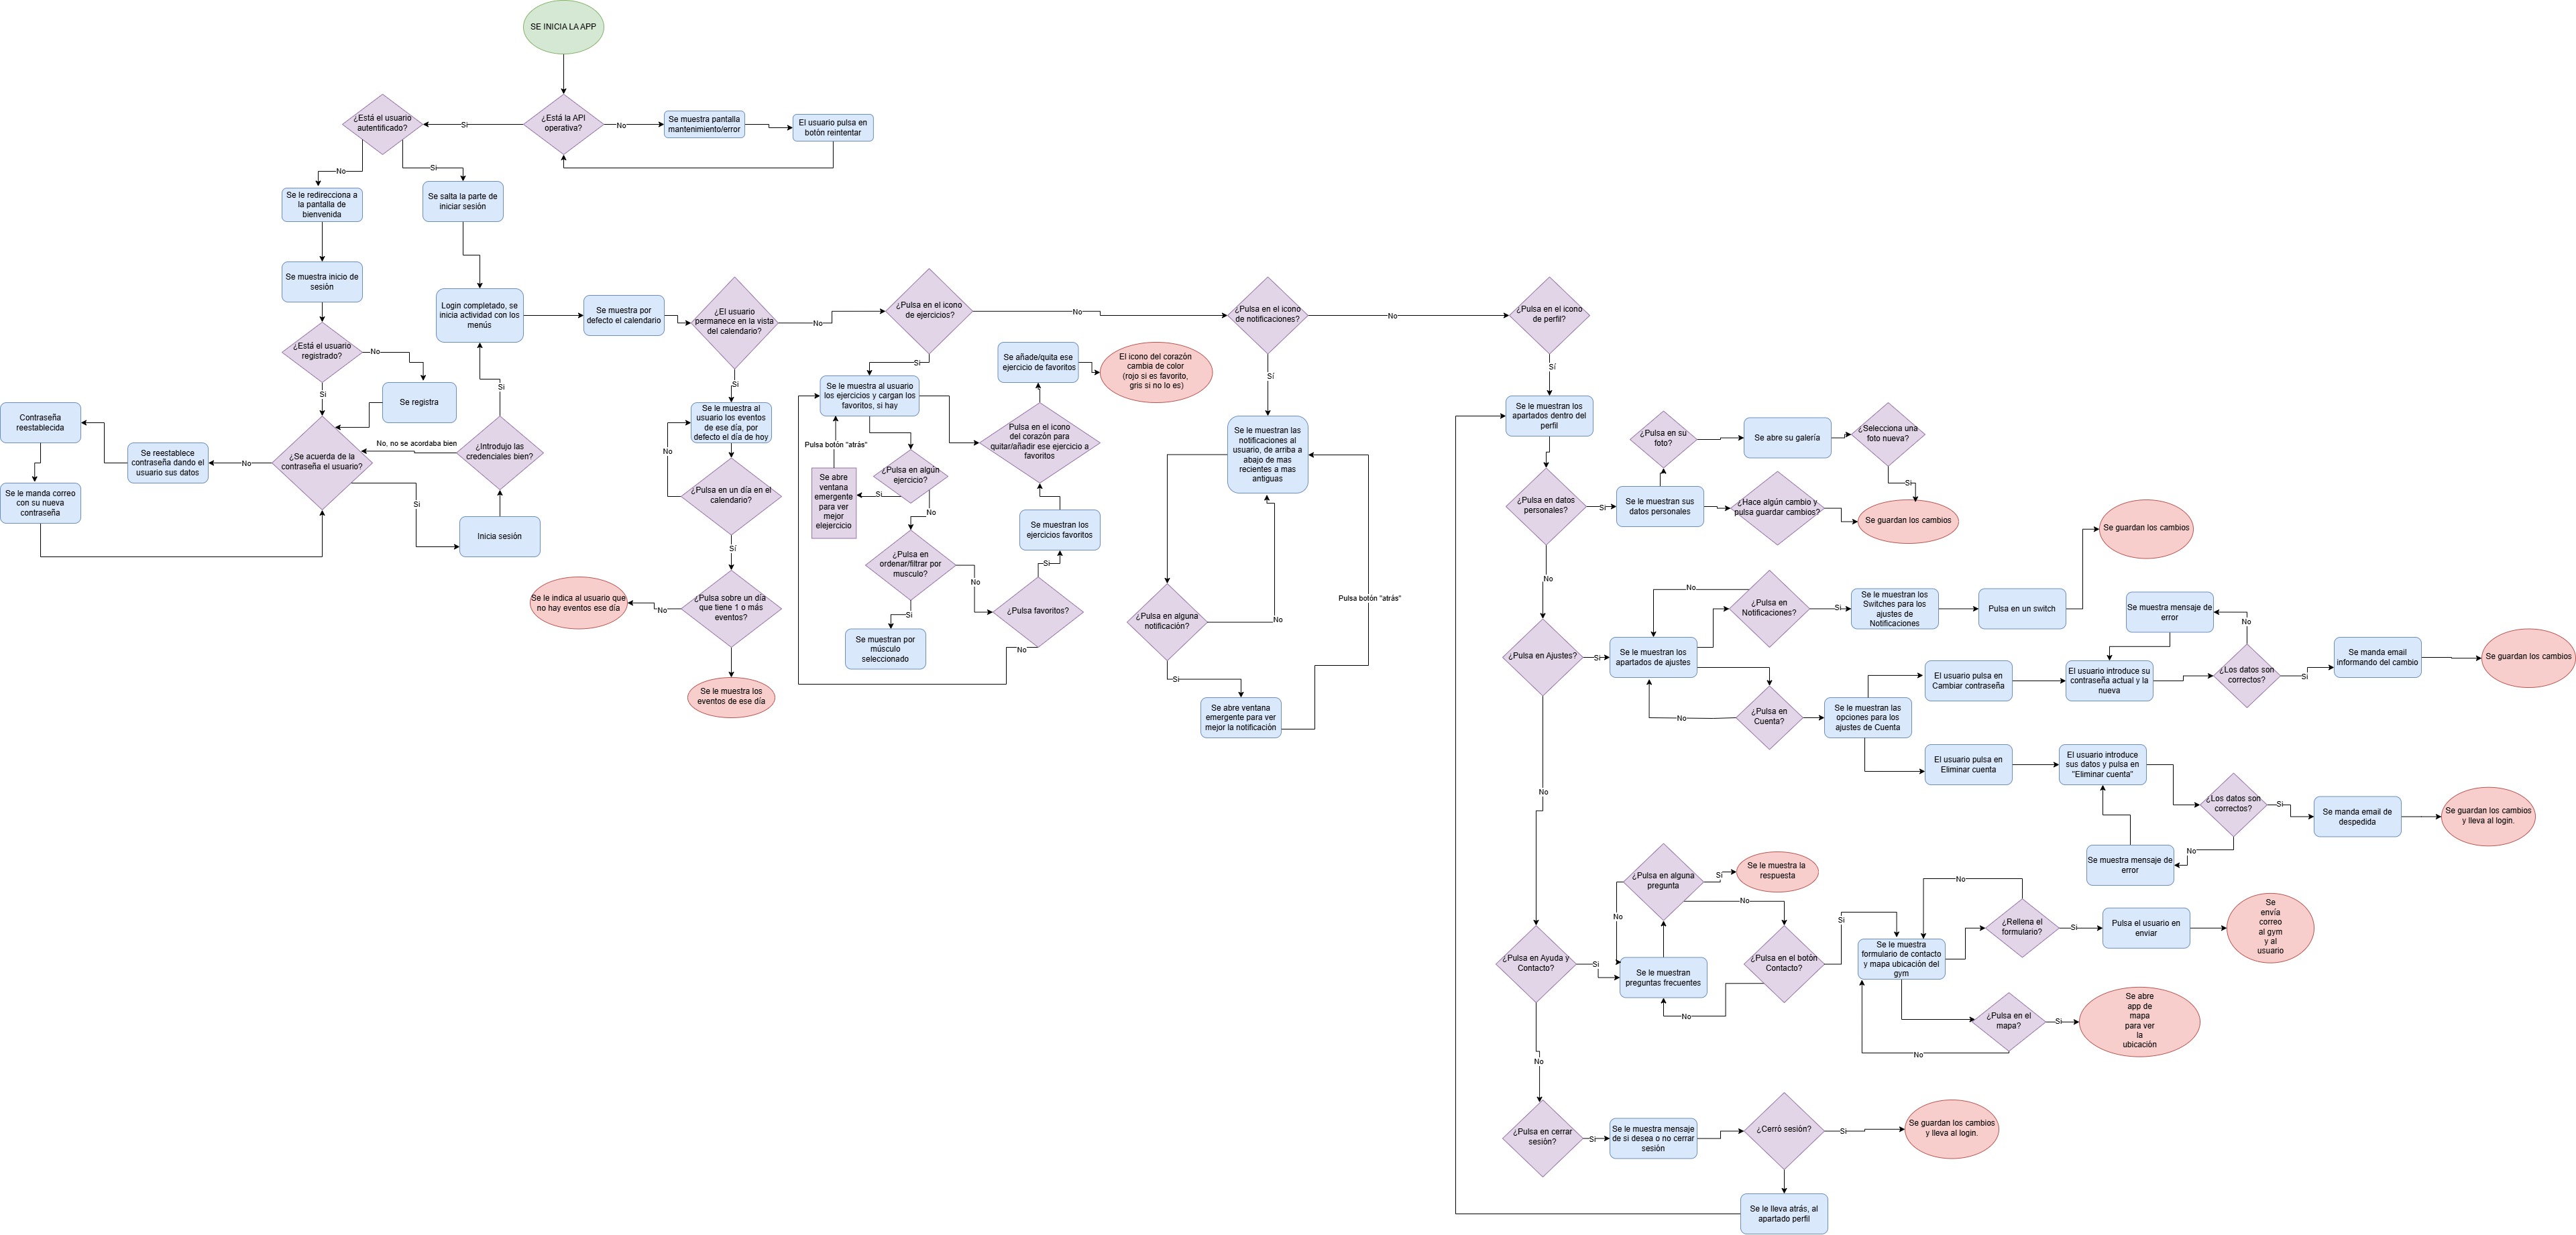 SE INICIA LA APP
¿Está el usuario
autentificado?
Si
¿Está la API
operativa?
No
Se muestra pantalla
mantenimiento/error
El usuario pulsa en
botón reintentar
No
Si
Se le redirecciona a
la pantalla de
bienvenida
Se salta la parte de
iniciar sesión
Se muestra inicio de
sesión
Login completado, se
inicia actividad con los
menús
Se muestra por
defecto el calendario
¿Está el usuario
registrado?
No
Si
Se registra
Si
Contraseña
reestablecida
Se reestablece
contraseña dando el
usuario sus datos
No
¿Se acuerda de la
contraseña el usuario?
No, no se acordaba bien
¿Introdujo las
credenciales bien?
Se le manda correo
con su nueva
contraseña
Si
Inicia sesión
¿El usuario
permanece en la vista
del calendario?
No
Si
Se le muestra al
usuario los eventos
de ese día, por
defecto el día de hoy
No
¿Pulsa en un día en el
calendario?
Sí
¿Pulsa sobre un día
que tiene 1 o más
eventos?
No
Se le indica al usuario que
no hay eventos ese día
Se le muestra los
eventos de ese día
¿Pulsa en el icono
de ejercicios?
No
Si
Se le muestra al usuario
los ejercicios y cargan los
favoritos, si hay
Se añade/quita ese
ejercicio de favoritos
El icono del corazón
cambia de color
(rojo si es favorito,
gris si no lo es)
Pulsa botón "atrás"
Pulsa en el icono
del corazón para
quitar/añadir ese ejercicio a
favoritos
¿Pulsa en algún
ejercicio?
Si
Se abre
ventana
emergente
para ver
mejor
elejercicio
No
Se muestran los
ejercicios favoritos
¿Pulsa en
ordenar/filtrar por
musculo?
No
Si
Si
¿Pulsa favoritos?
No
Se muestran por
músculo
seleccionado
¿Pulsa en el icono
de notificaciones?
No
Sí
Se le muestran las
notificaciones al
usuario, de arriba a
abajo de mas
recientes a mas
antiguas
Pulsa botón "atrás"
¿Pulsa en alguna
notificación?
No
Si
Se abre ventana
emergente para ver
mejor la notificación
¿Pulsa en el icono
de perfil?
Sí
Se le muestran los
apartados dentro del
perfil
¿Pulsa en datos
personales?
Si
Se le muestran sus
datos personales
¿Pulsa en su
foto?
Se abre su galería
¿Selecciona una
foto nueva?
Si
¿Hace algún cambio y
pulsa guardar cambios?
Se guardan los cambios
No
¿Pulsa en Ajustes?
Si
Se le muestran los
apartados de ajustes
No
¿Pulsa en
Notificaciones?
Si
Se le muestran los
Switches para los
ajustes de
Notificaciones
Pulsa en un switch
Se guardan los cambios
No
¿Pulsa en
Cuenta?
Se le muestran las
opciones para los
ajustes de Cuenta
El usuario pulsa en
Cambiar contraseña
El usuario introduce su
contraseña actual y la
nueva
Se muestra mensaje de
error
No
¿Los datos son
correctos?
Si
Se manda email
informando del cambio
Se guardan los cambios
El usuario pulsa en
Eliminar cuenta
El usuario introduce
sus datos y pulsa en
"Eliminar cuenta"
¿Los datos son
correctos?
Si
Se manda email de
despedida
Se guardan los cambios
y lleva al login.
No
Se muestra mensaje de
error
No
¿Pulsa en Ayuda y
Contacto?
Si
Se le muestran
preguntas frecuentes
No
¿Pulsa en alguna
pregunta
Si
Se le muestra la
respuesta
No
¿Pulsa en el botón
Contacto?
No
Si
Se le muestra
formulario de contacto
y mapa ubicación del
gym
No
¿Rellena el
formulario?
Si
Pulsa el usuario en
enviar
Se
envía
correo
al gym
y al
usuario
¿Pulsa en el
mapa?
No
Si
Se abre
app de
mapa
para ver
la
ubicación
No
¿Pulsa en cerrar
sesión?
Si
Se le muestra mensaje
de si desea o no cerrar
sesión
¿Cerró sesión?
Si
Se guardan los cambios
y lleva al login.
Se le lleva atrás, al
apartado perfil